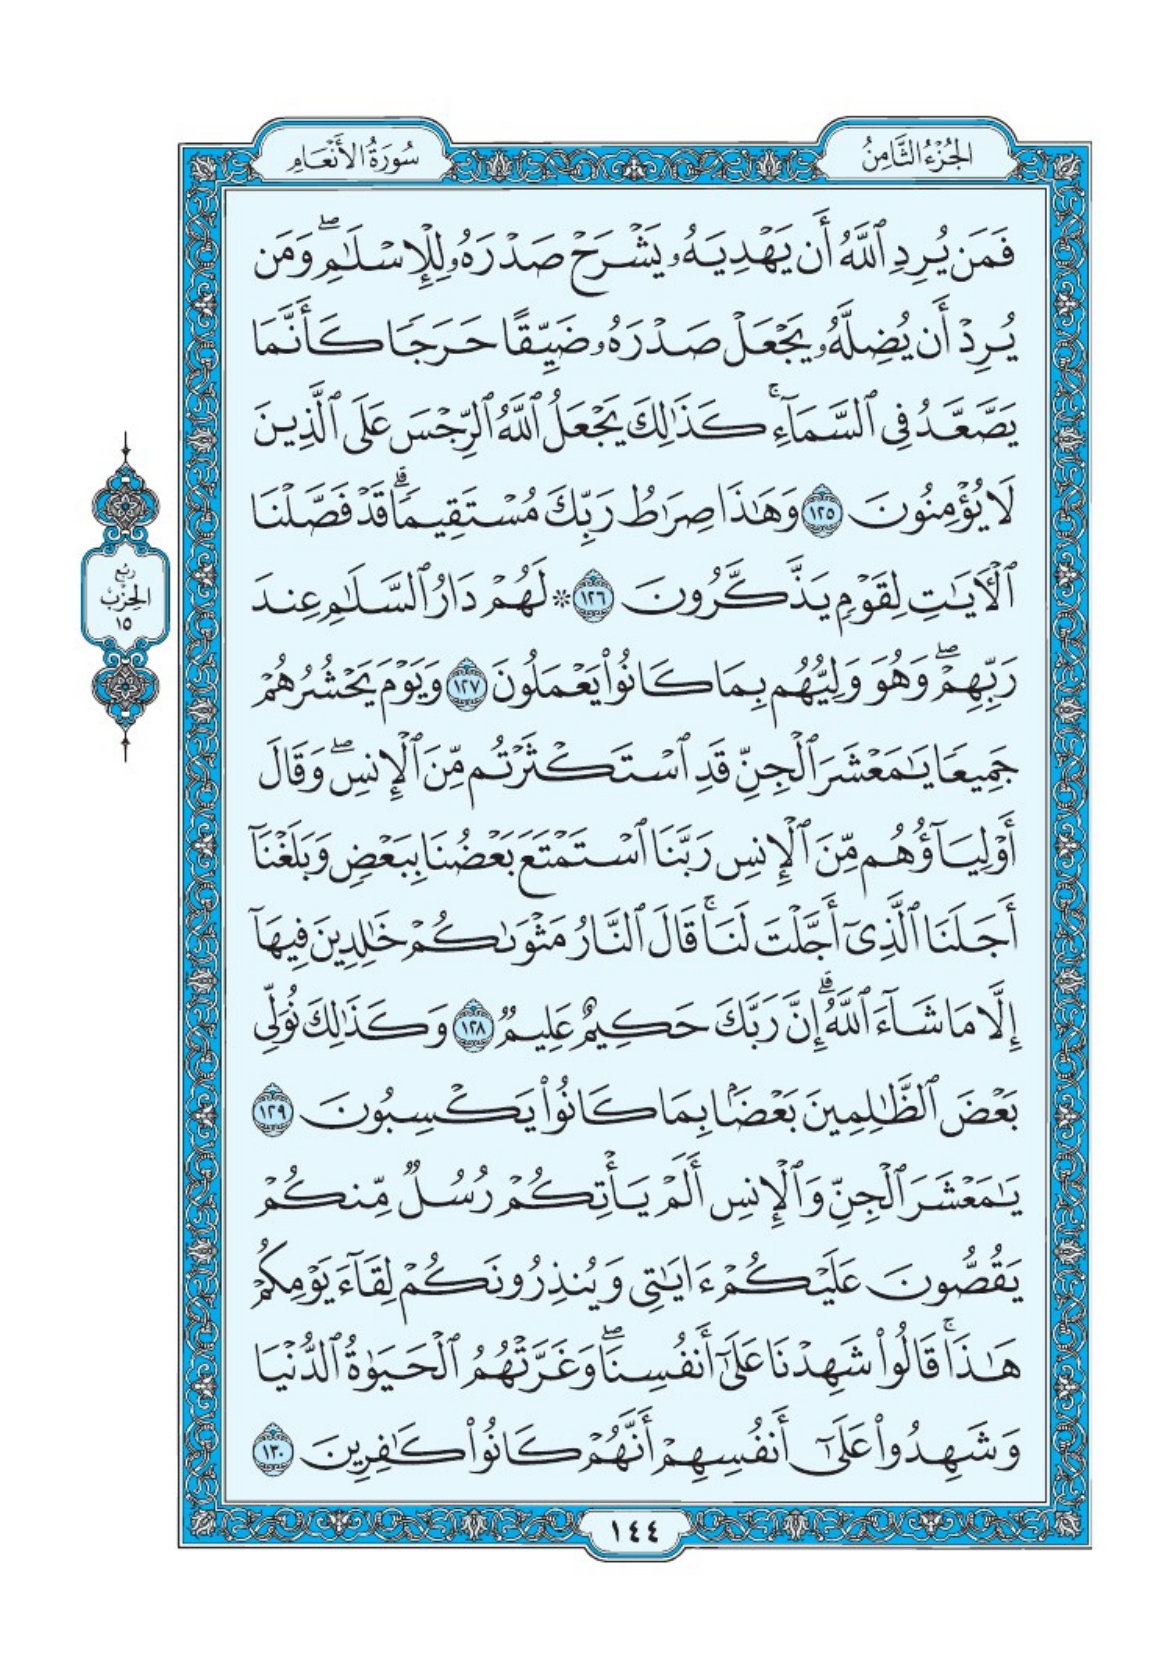 الجُزْءُ الثَّامِنُ
سُورَةُ الأَنْعَامِ
فَمَن يُرِدِ ٱللَّهُ أَن يَهْدِيَهُۥ يَشْرَحْ صَدْرَهُۥ لِلْإِسْلَٰمِۖ وَمَن
يُرِدْ أَن يُضِلَّهُۥ يَجْعَلْ صَدْرَهُۥ ضَيِّقًا حَرَجًا كَأَنَّمَا
يَصَّعَّدُ فِي ٱلسَّمَآءِۚ كَذَٰلِكَ يَجْعَلُ ٱللَّهُ ٱلرِّجْسَ عَلَى ٱلَّذِينَ
لَا يُؤْمِنُونَ ١٢٥ وَهَٰذَا صِرَٰطُ رَبِّكَ مُسْتَقِيمٗاۗ قَدْ فَصَّلْنَا
ٱلْأٓيَٰتِ لِقَوْمٖ يَذَّكَّرُونَ ١٢٦ ۞ لَهُمْ دَارُ ٱلسَّلَٰمِ عِندَ
رَبِّهِمْۖ وَهُوَ وَلِيُّهُم بِمَا كَانُواْ يَعْمَلُونَ ١٢٧ وَيَوْمَ يَحْشُرُهُمْ
جَمِيعٗا يَٰمَعْشَرَ ٱلْجِنِّ قَدِ ٱسْتَكْثَرْتُم مِّنَ ٱلْإِنسِۖ وَقَالَ
أَوْلِيَآؤُهُم مِّنَ ٱلْإِنسِ رَبَّنَا ٱسْتَمْتَعَ بَعْضُنَا بِبَعْضٖ وَبَلَغْنَآ
أَجَلَنَا ٱلَّذِيٓ أَجَّلْتَ لَنَاۚ قَالَ ٱلنَّارُ مَثْوَىٰكُمْ خَٰلِدِينَ فِيهَآ
إِلَّا مَا شَآءَ ٱللَّهُۗ إِنَّ رَبَّكَ حَكِيمٌ عَلِيمٞ ١٢٨ وَكَذَٰلِكَ نُوَلِّي
بَعْضَ ٱلظَّٰلِمِينَ بَعْضَۢا بِمَا كَانُواْ يَكْسِبُونَ ١٢٩
يَٰمَعْشَرَ ٱلْجِنِّ وَٱلْإِنسِ أَلَمْ يَأْتِكُمْ رُسُلٞ مِّنكُمْ
يَقُصُّونَ عَلَيْكُمْ ءَايَٰتِي وَيُنذِرُونَكُمْ لِقَآءَ يَوْمِكُمْ
هَٰذَاۚ قَالُواْ شَهِدْنَا عَلَىٰٓ أَنفُسِنَاۖ وَغَرَّتْهُمُ ٱلْحَيَوٰةُ ٱلدُّنْيَا
وَشَهِدُواْ عَلَىٰٓ أَنفُسِهِمْ أَنَّهُمْ كَانُواْ كَٰفِرِينَ ١٣٠
رُبْع
الحِزْب
١٥
١٤٤